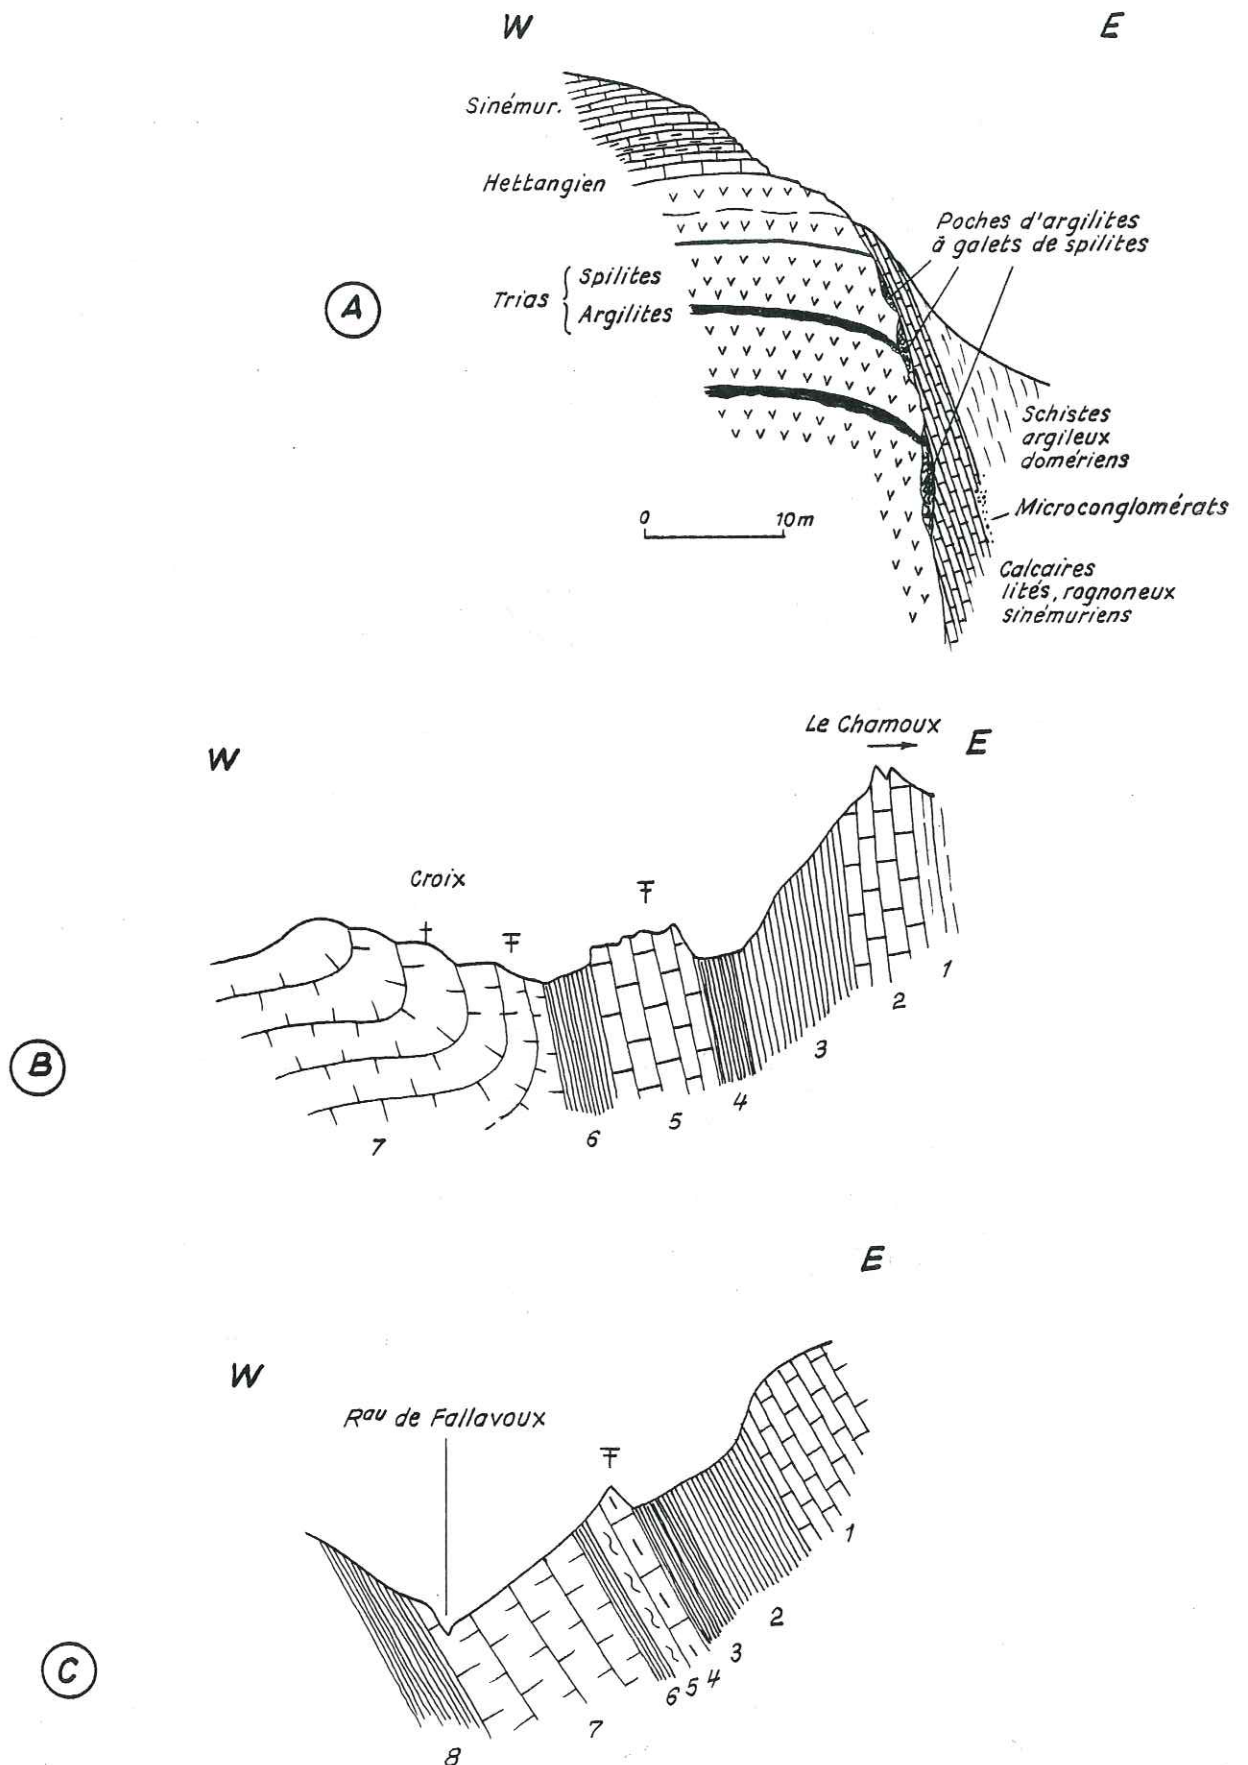 W
E
Sinémur.
Hettangien
Poches d'argilites
à galets de spilites
Trias
Spilites
Argilites
A
Schistes
argileux
domériens
Microconglomérats
0
10m
Calcaires
lités, rognoneux
sinémuriens
Le Chamoux
W
E
Croix
1
2
3
4
5
6
7
B
E
W
Rau de Fallavoux
1
2
3
4
5
6
7
8
C